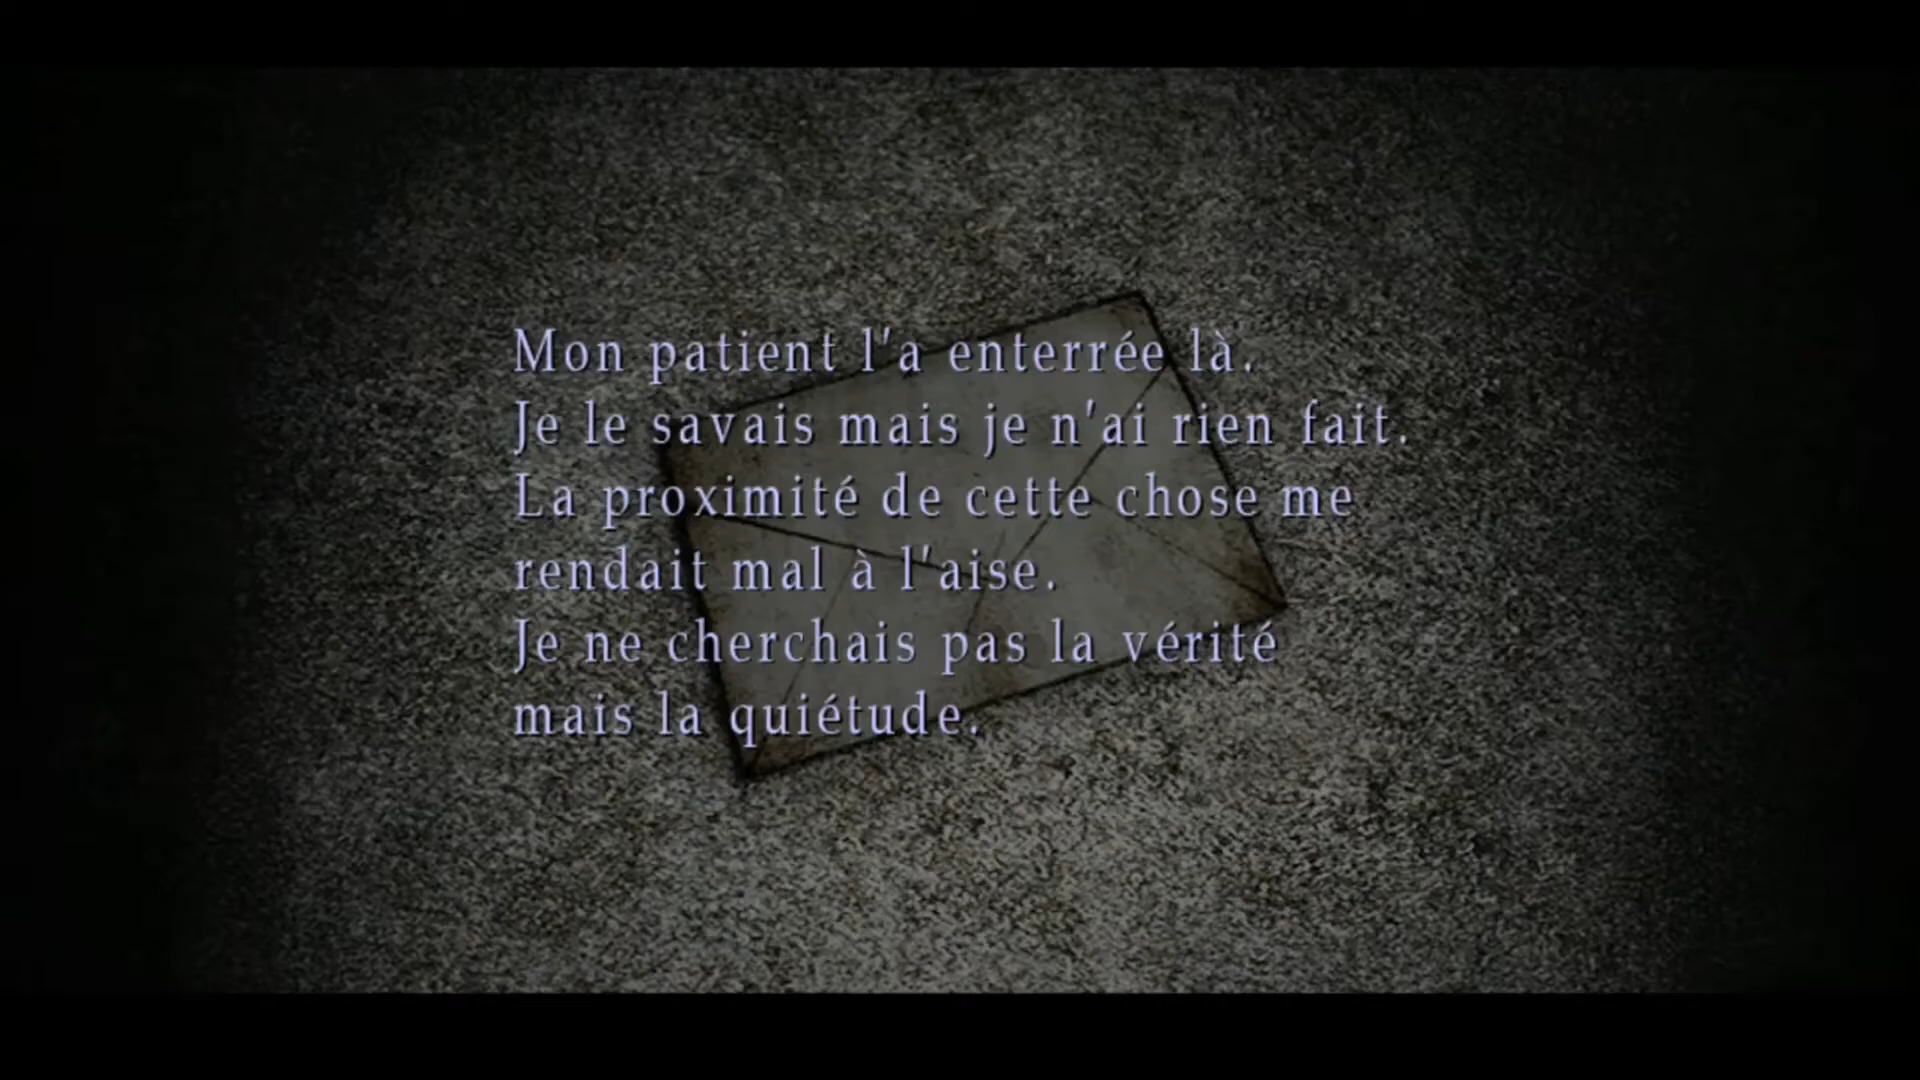 Mon patient l'a enterrée là.
Je le savais mais je n'ai rien fait.
La proximité de cette chose me
rendait mal à l'aise.
Je ne cherchais pas la vérité
mais la quiétude.